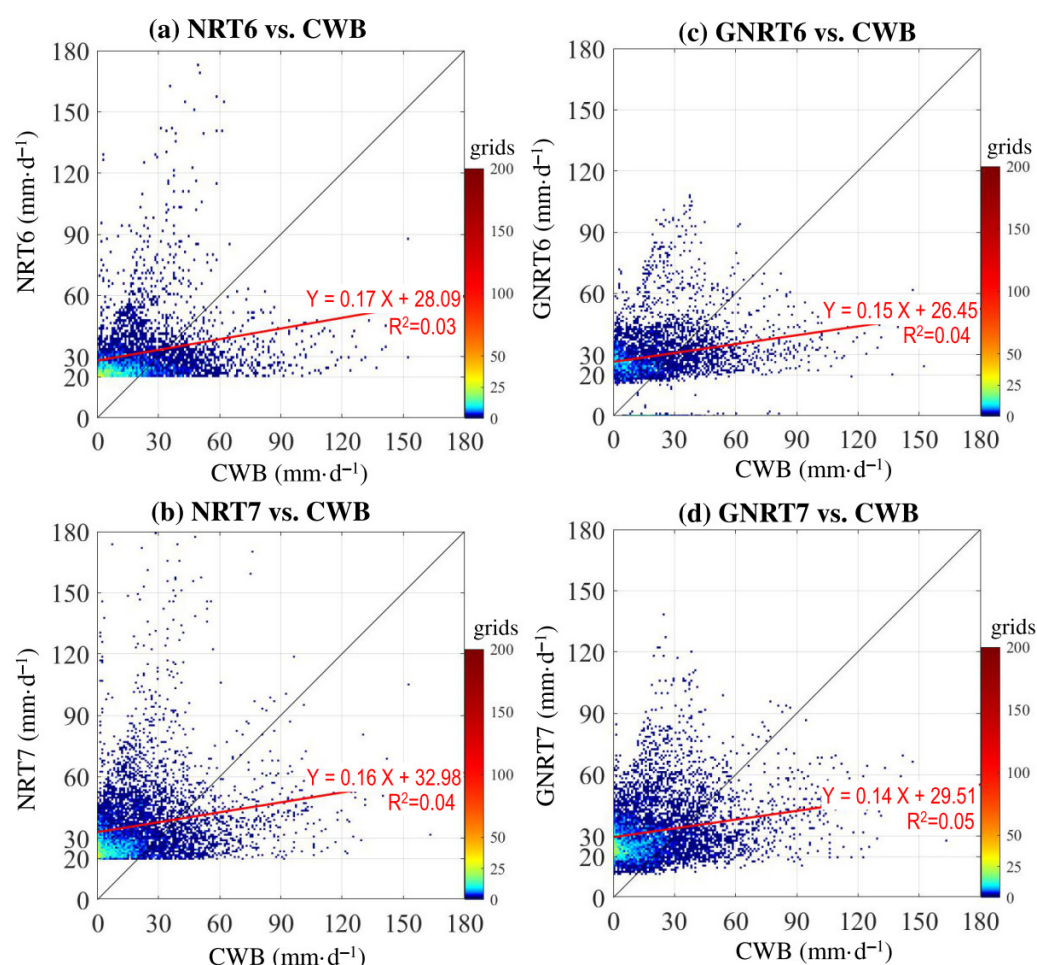 (a) NRT6 vs. CWB
180
150
120
90
60
30
20
0
NRT6 (mm·d⁻¹)
0 30 60 90 120 150 180
CWB (mm·d⁻¹)
Y = 0.17 X + 28.09
R²=0.03
grids
200
150
100
50
25
0
(c) GNRT6 vs. CWB
180
150
120
90
60
30
20
0
GNRT6 (mm·d⁻¹)
0 30 60 90 120 150 180
CWB (mm·d⁻¹)
Y = 0.15 X + 26.45
R²=0.04
grids
200
150
100
50
25
0
(b) NRT7 vs. CWB
180
150
120
90
60
30
20
0
NRT7 (mm·d⁻¹)
0 30 60 90 120 150 180
CWB (mm·d⁻¹)
Y = 0.16 X + 32.98
R²=0.04
grids
200
150
100
50
25
0
(d) GNRT7 vs. CWB
180
150
120
90
60
30
20
0
GNRT7 (mm·d⁻¹)
0 30 60 90 120 150 180
CWB (mm·d⁻¹)
Y = 0.14 X + 29.51
R²=0.05
grids
200
150
100
50
25
0